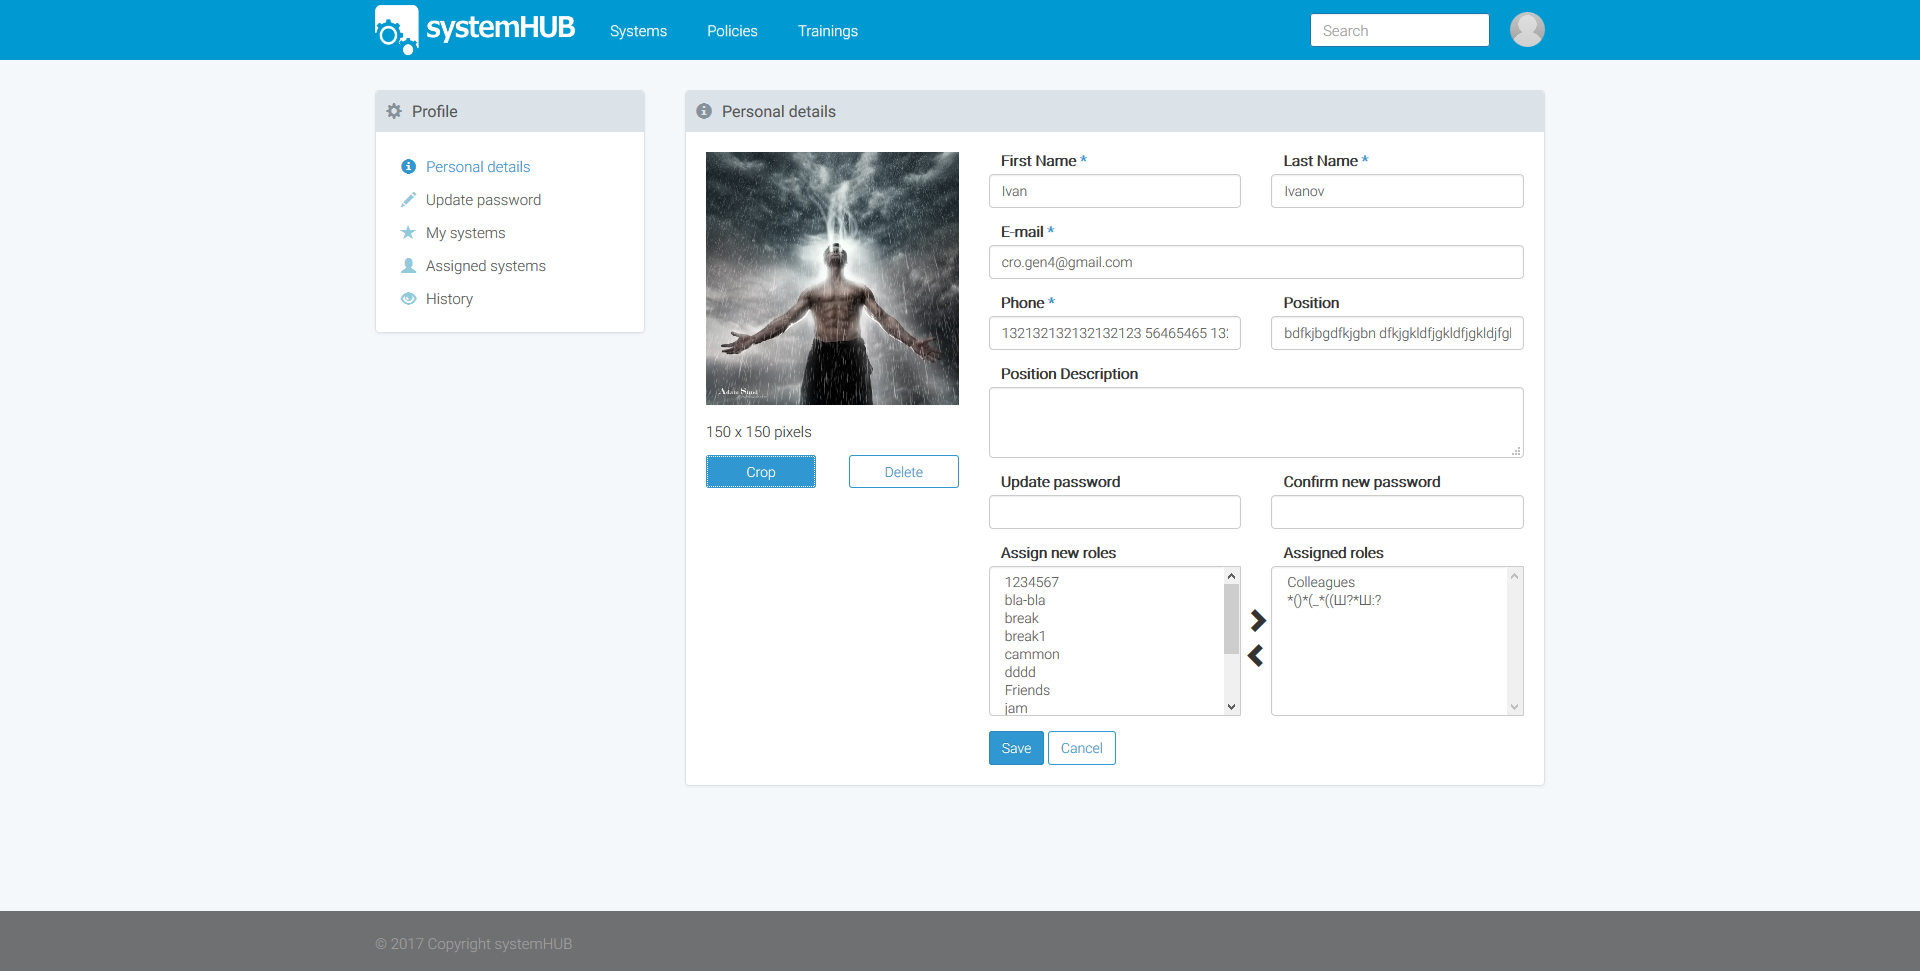 systemHUB
Systems
Policies
Trainings
Search
Profile
Personal details
Update password
My systems
Assigned systems
History
Personal details
150 x 150 pixels
Crop
Delete
First Name *
Last Name *
Ivan
Ivanov
E-mail *
cro.gen4@gmail.com
Phone *
Position
132132132132132123 56465465 13
bdfkjbgdfkjgbn dfkjgkldfjgkldfjgkldjfgl
Position Description
Update password
Confirm new password
Assign new roles
Assigned roles
1234567
bla-bla
break
break1
cammon
dddd
Friends
jam
Colleagues
*()*(_*((Ш?*Ш:?
Save
Cancel
© 2017 Copyright systemHUB